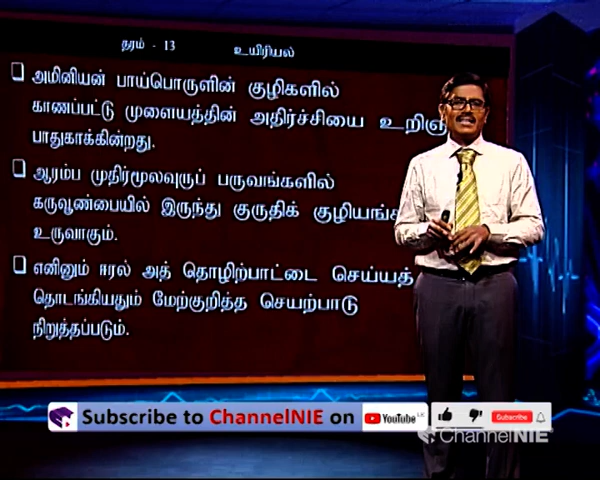 தரம் - 13 உயிரியல்
அமினியன் பாய்பொருளின் குழிகளில்
காணப்பட்டு முளையத்தின் அதிர்ச்சியை உறிஞ்
பாதுகாக்கின்றது.
ஆரம்ப முதிர்மூலவுருப் பருவங்களில்
கருவூண்பையில் இருந்து குருதிக் குழியங்க
உருவாகும்.
எனினும் ஈரல் அத் தொழிற்பாட்டை செய்யத்
தொடங்கியதும் மேற்குறித்த செயற்பாடு
நிறுத்தப்படும்.
Subscribe to ChannelNIE on YouTube Subscribe
ChannelNIE